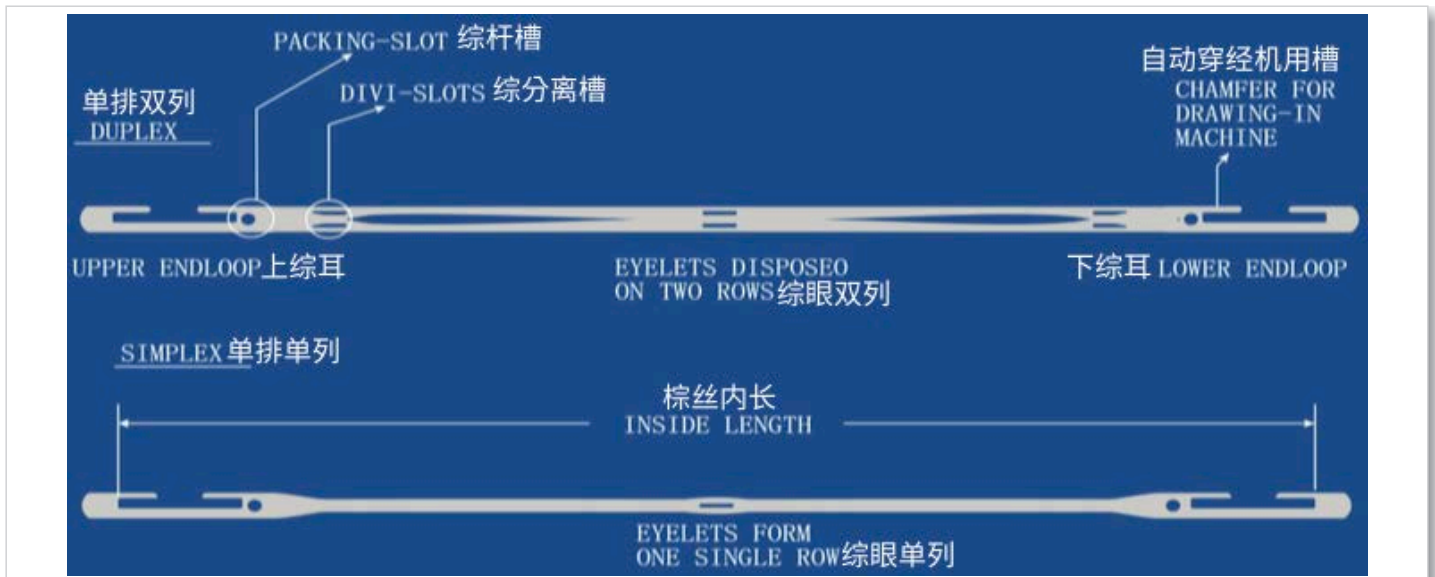 PACKING-SLOT 综杆槽
DIVI-SLOTS 综分离槽
单排双列
DUPLEX
自动穿经机用槽
CHAMFER FOR
DRAWING-IN
MACHINE
UPPER ENDLOOP上综耳
EYELETS DISPOSEO
ON TWO ROWS综眼双列
下综耳 LOWER ENDLOOP
SIMPLEX单排单列
棕丝内长
INSIDE LENGTH
EYELETS FORM
ONE SINGLE ROW综眼单列